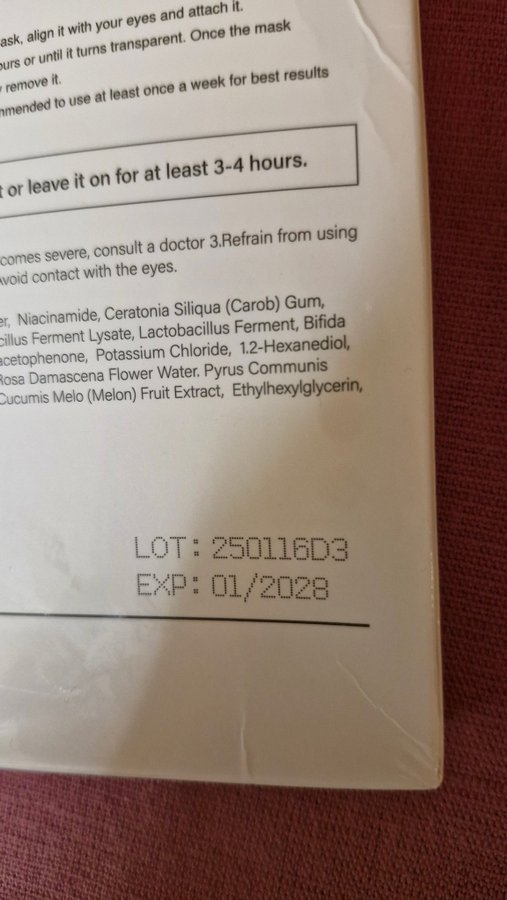 ask, align it with your eyes and attach it.
ours or until it turns transparent. Once the mask
remove it.
mmended to use at least once a week for best results
t or leave it on for at least 3-4 hours.
comes severe, consult a doctor 3.Refrain from using
Avoid contact with the eyes.
er, Niacinamide, Ceratonia Siliqua (Carob) Gum,
cillus Ferment Lysate, Lactobacillus Ferment, Bifida
acetophenone, Potassium Chloride, 1.2-Hexanediol,
Rosa Damascena Flower Water. Pyrus Communis
Cucumis Melo (Melon) Fruit Extract, Ethylhexylglycerin,
LOT: 250116D3
EXP: 01/2028